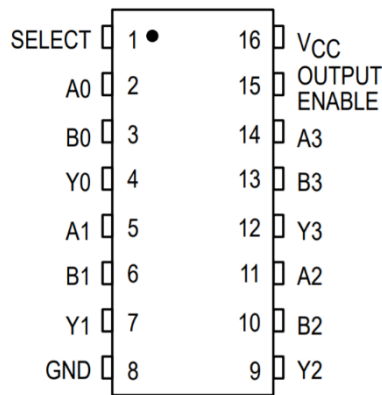 SELECT 1 16 VCC
A0 2 15 OUTPUT ENABLE
B0 3 14 A3
Y0 4 13 B3
A1 5 12 Y3
B1 6 11 A2
Y1 7 10 B2
GND 8 9 Y2